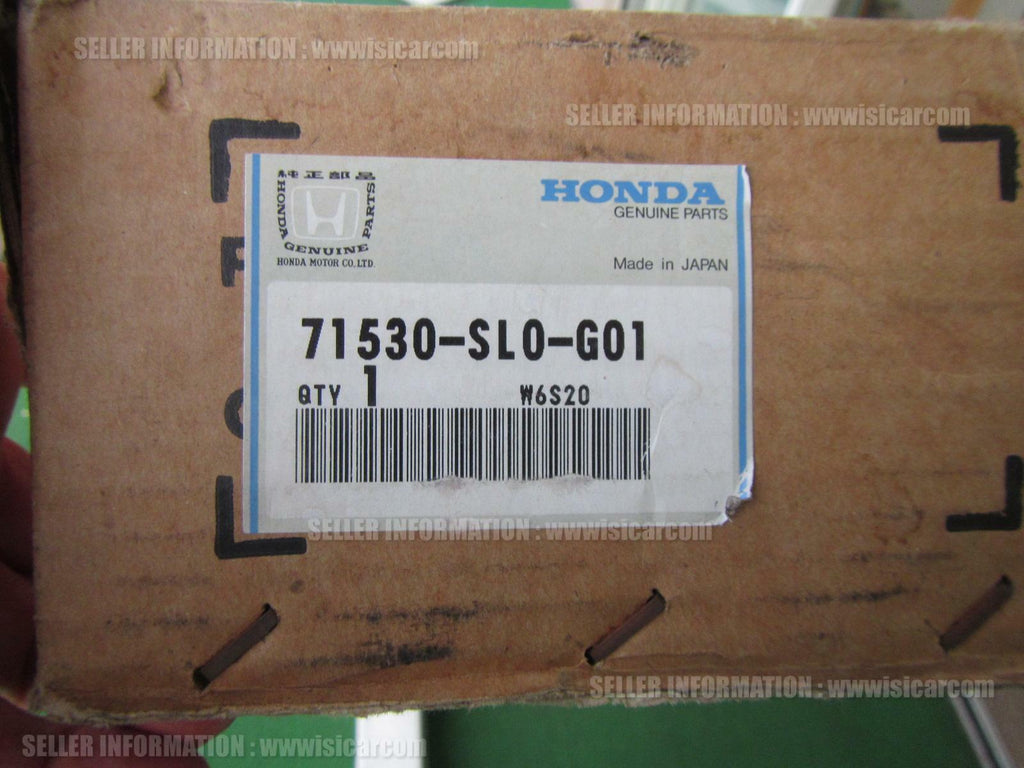 SELLER INFORMATION : wwwisicarcom
SELLER INFORMATION : wwwisicarcom
純正部品
HONDA
GENUINE
PARTS
HONDA MOTOR CO.,LTD.
HONDA
GENUINE PARTS
Made in JAPAN
71530-SL0-G01
QTY 1 W6S20
SELLER INFORMATION : wwwisicarcom
SELLER INFORMATION : wwwisicarcom
SELLER INFORMATION : wwwisicarcom